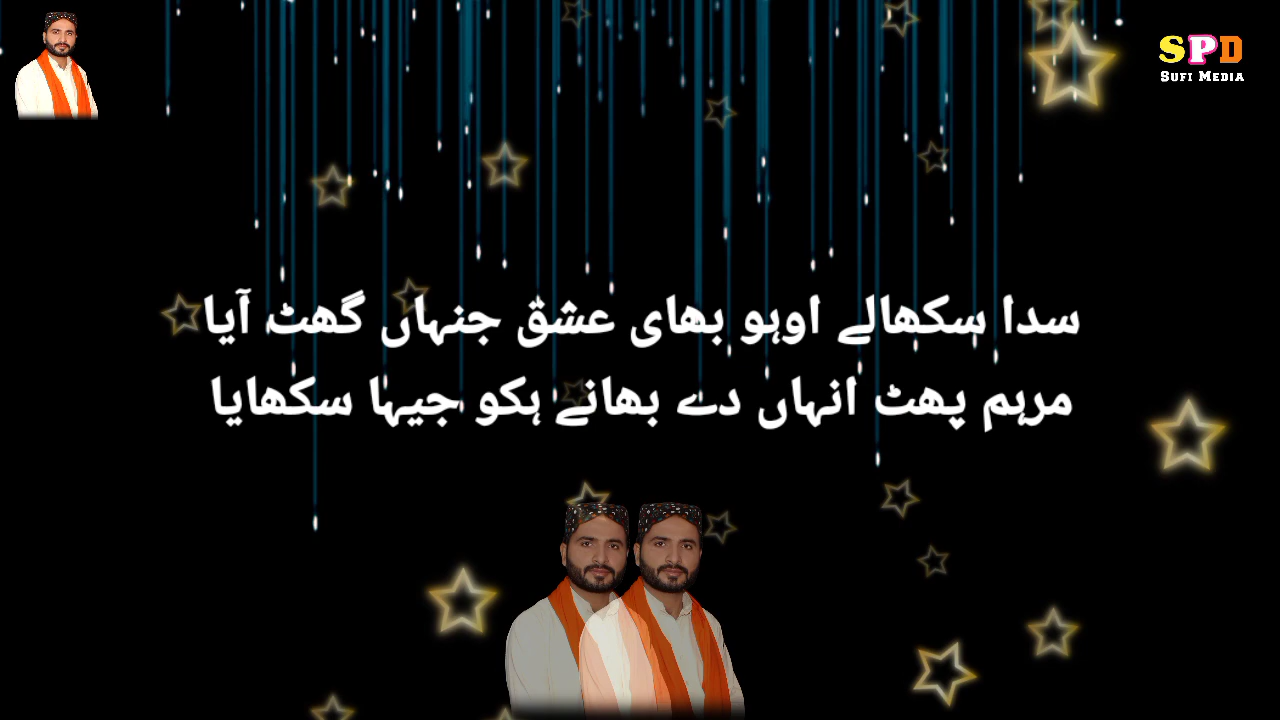 SPD
SUFI MEDIA
سدا سکھالے اوہو بھای عشق جنہاں گھٹ آیا
مرہم پھٹ انہاں دے بھانے ہکو جیہا سکھایا